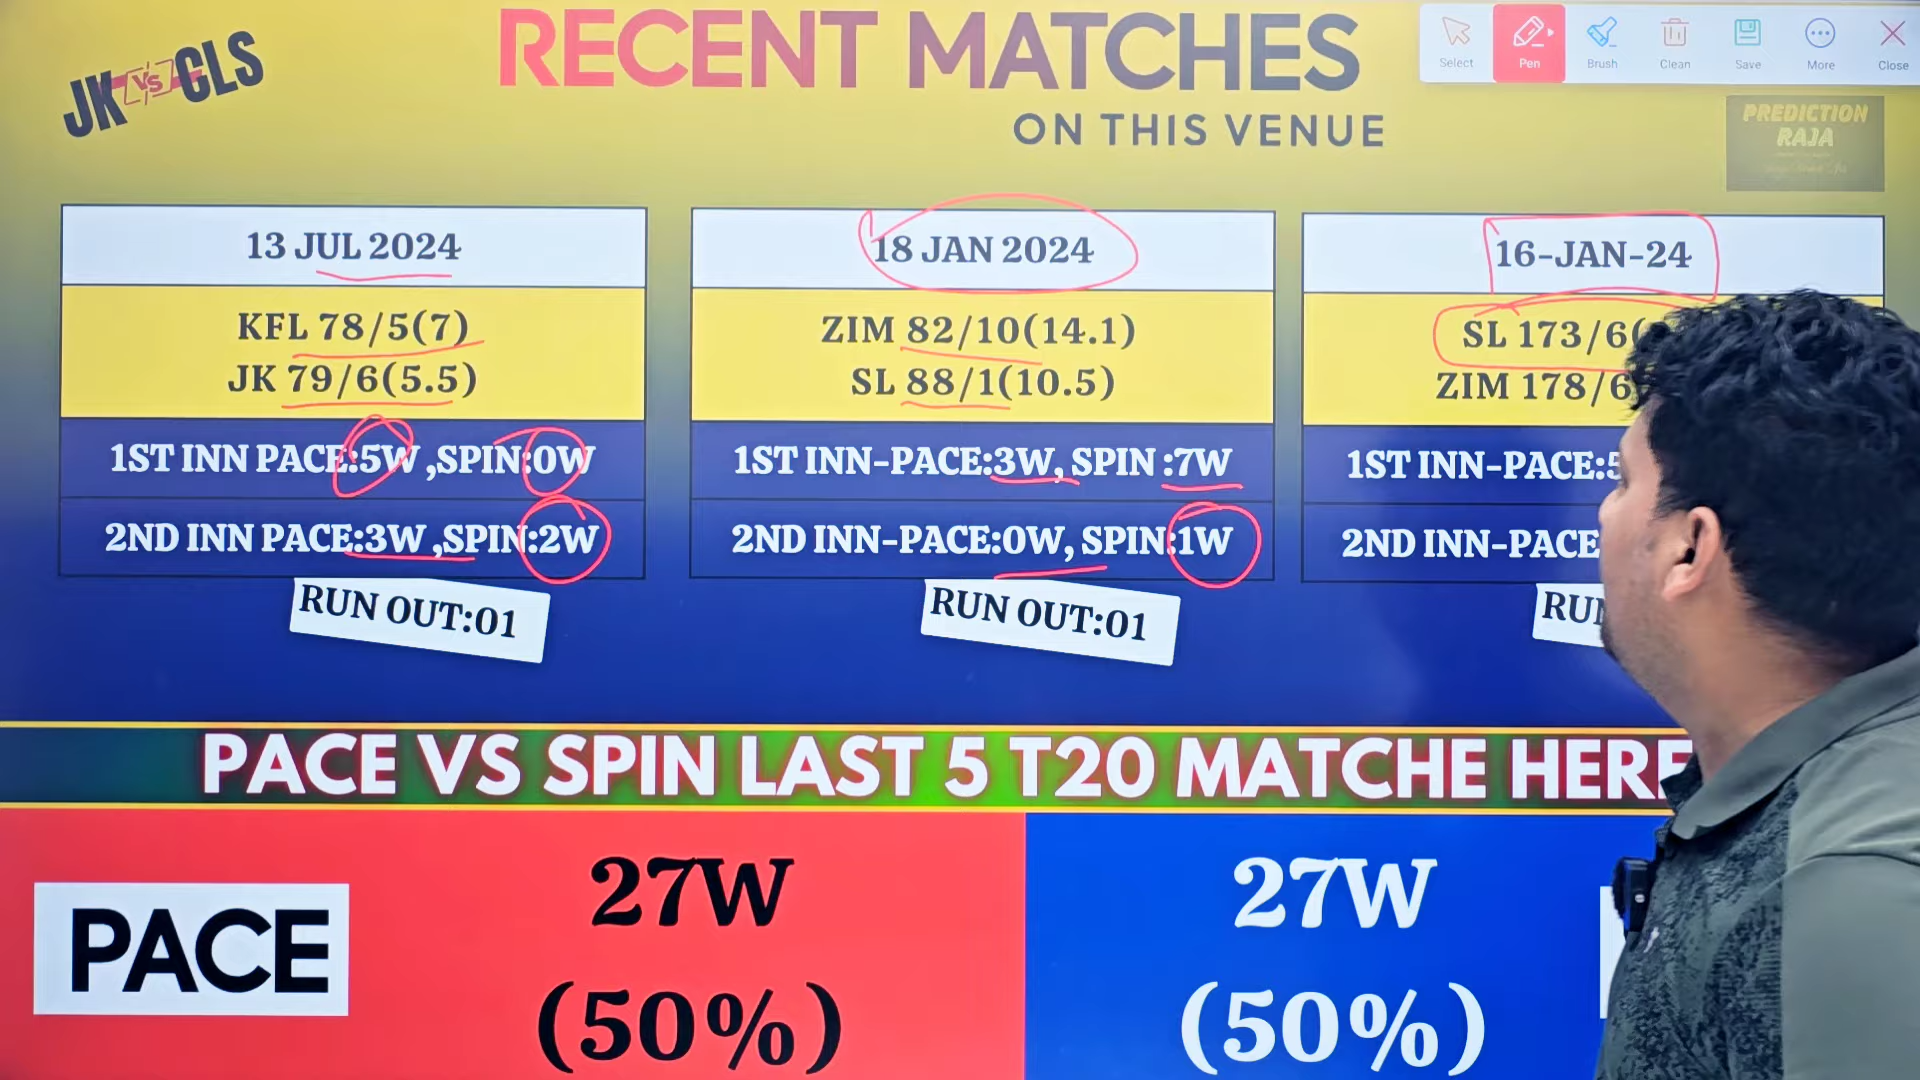 JK VS CLS
RECENT MATCHES
ON THIS VENUE
Select
Pen
Brush
Clean
Save
More
Close
PREDICTION
RAJA
13 JUL 2024
KFL 78/5(7)
JK 79/6(5.5)
1ST INN PACE:5W ,SPIN:0W
2ND INN PACE:3W ,SPIN:2W
RUN OUT:01
18 JAN 2024
ZIM 82/10(14.1)
SL 88/1(10.5)
1ST INN-PACE:3W, SPIN :7W
2ND INN-PACE:0W, SPIN:1W
RUN OUT:01
16-JAN-24
SL 173/6(
ZIM 178/6
1ST INN-PACE:5
2ND INN-PACE
RUN
PACE VS SPIN LAST 5 T20 MATCHE HERE
PACE
27W
(50%)
27W
(50%)